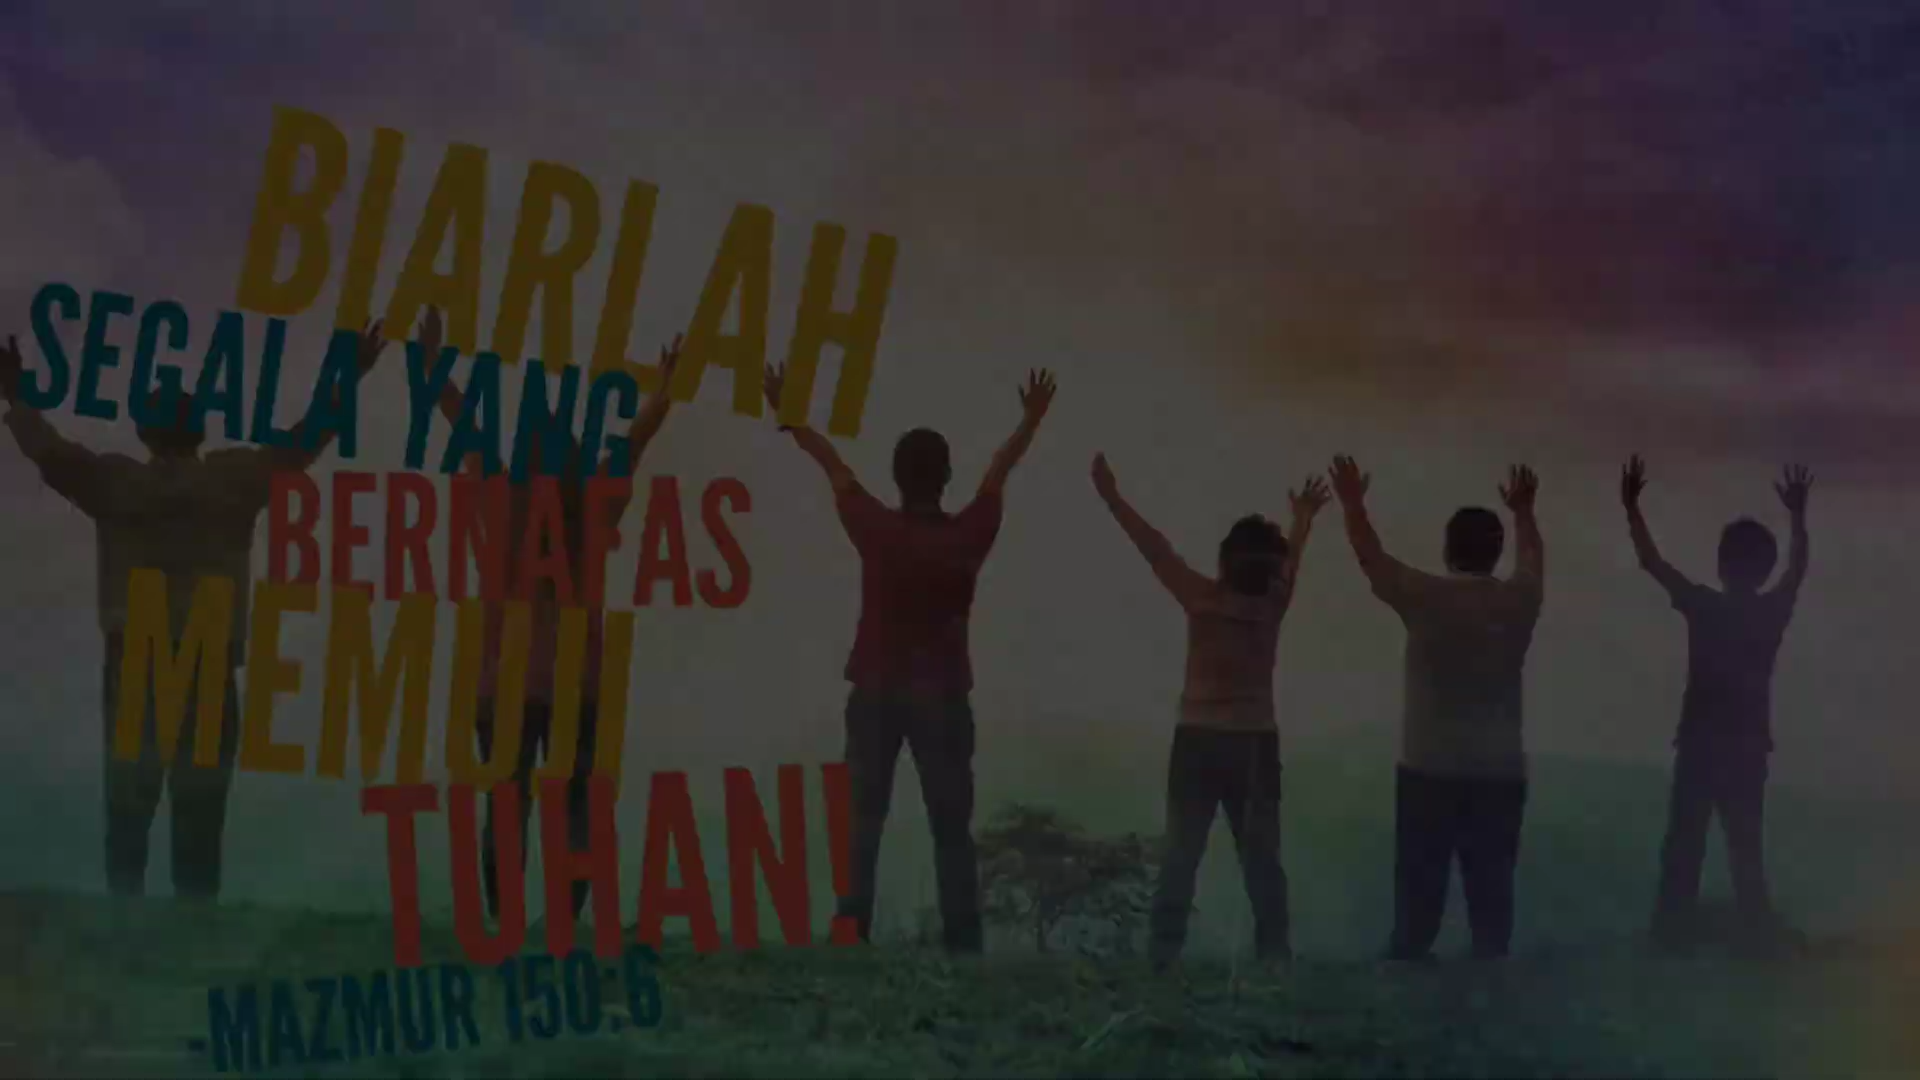 BIARLAH
SEGALA YANG
BERNAFAS
MEMUJI
TUHAN!
-MAZMUR 150:6